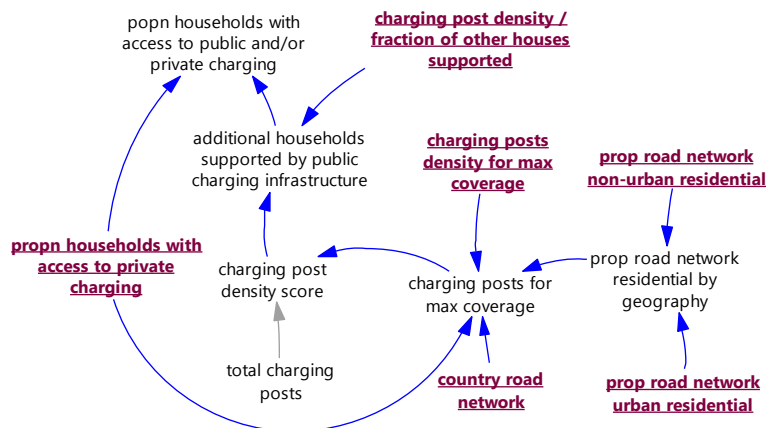 popn households with
access to public and/or
private charging
charging post density /
fraction of other houses
supported
additional households
supported by public
charging infrastructure
charging posts
density for max
coverage
prop road network
non-urban residential
propn households with
access to private
charging
charging post
density score
charging posts for
max coverage
prop road network
residential by
geography
total charging
posts
country road
network
prop road network
urban residential